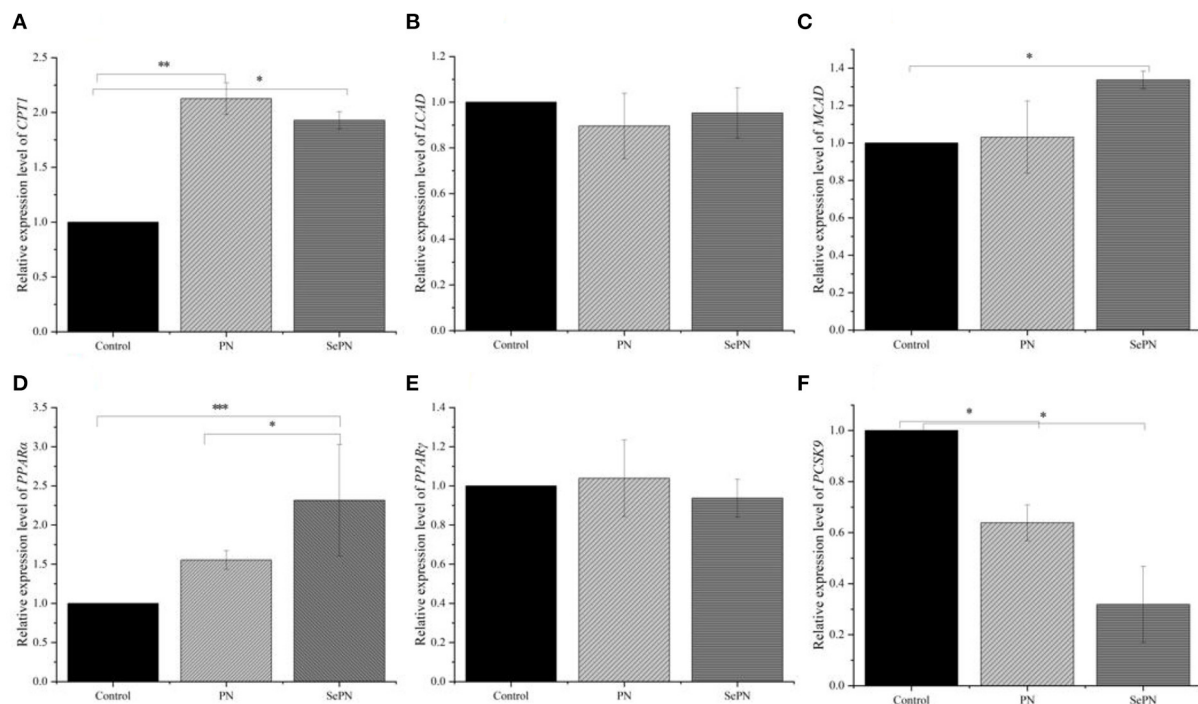 A
Relative expression level of CPT1
2.5
2.0
1.5
1.0
0.5
0.0
**
*
Control PN SePN
B
Relative expression level of LCAD
1.2
1.0
0.8
0.6
0.4
0.2
0.0
Control PN SePN
C
Relative expression level of MCAD
1.4
1.2
1.0
0.8
0.6
0.4
0.2
0.0
*
Control PN SePN
D
Relative expression level of PPARα
3.5
3.0
2.5
2.0
1.5
1.0
0.5
0.0
***
*
Control PN SePN
E
Relative expression level of PPARγ
1.4
1.2
1.0
0.8
0.6
0.4
0.2
0.0
Control PN SePN
F
Relative expression level of PCSK9
1.0
0.8
0.6
0.4
0.2
0.0
* *
Control PN SePN